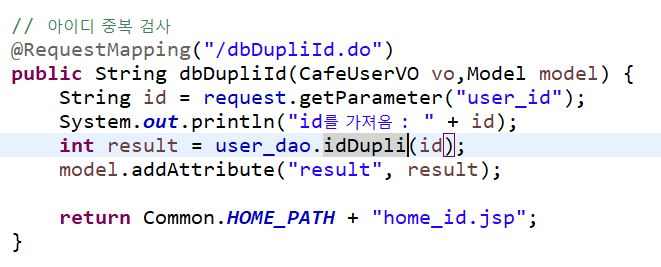 // 아이디 중복 검사
@RequestMapping("/dbDupliId.do")
public String dbDupliId(CafeUserVO vo,Model model) {
    String id = request.getParameter("user_id");
    System.out.println("id를 가져옴 : " + id);
    int result = user_dao.idDupli(id);
    model.addAttribute("result", result);

    return Common.HOME_PATH + "home_id.jsp";
}